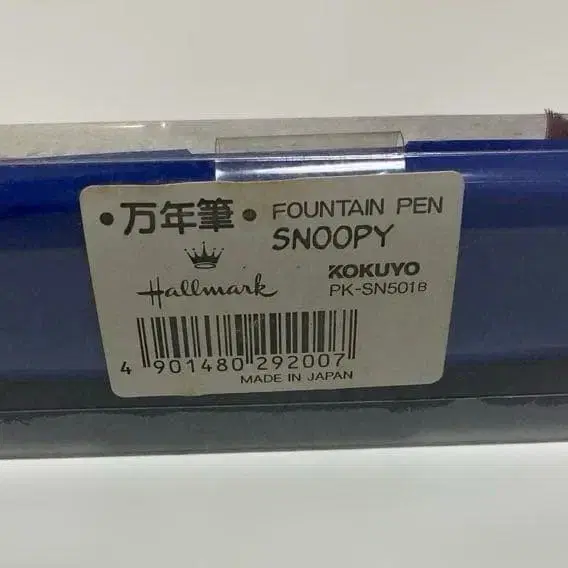 •万年筆• FOUNTAIN PEN
SNOOPY
Hallmark KOKUYO
PK-SN501B
4 901480 292007
MADE IN JAPAN